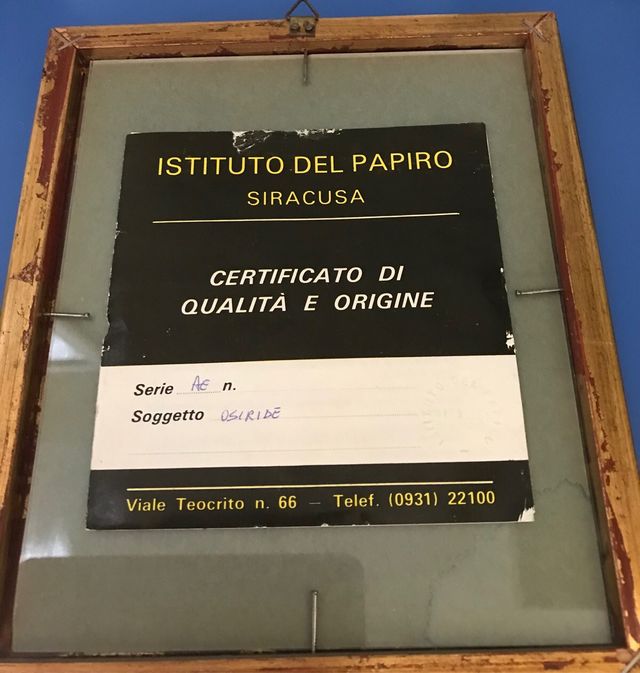 ISTITUTO DEL PAPIRO
SIRACUSA
CERTIFICATO DI
QUALITÀ E ORIGINE
Serie AE n.
Soggetto OSIRIDE
Viale Teocrito n. 66 — Telef. (0931) 22100